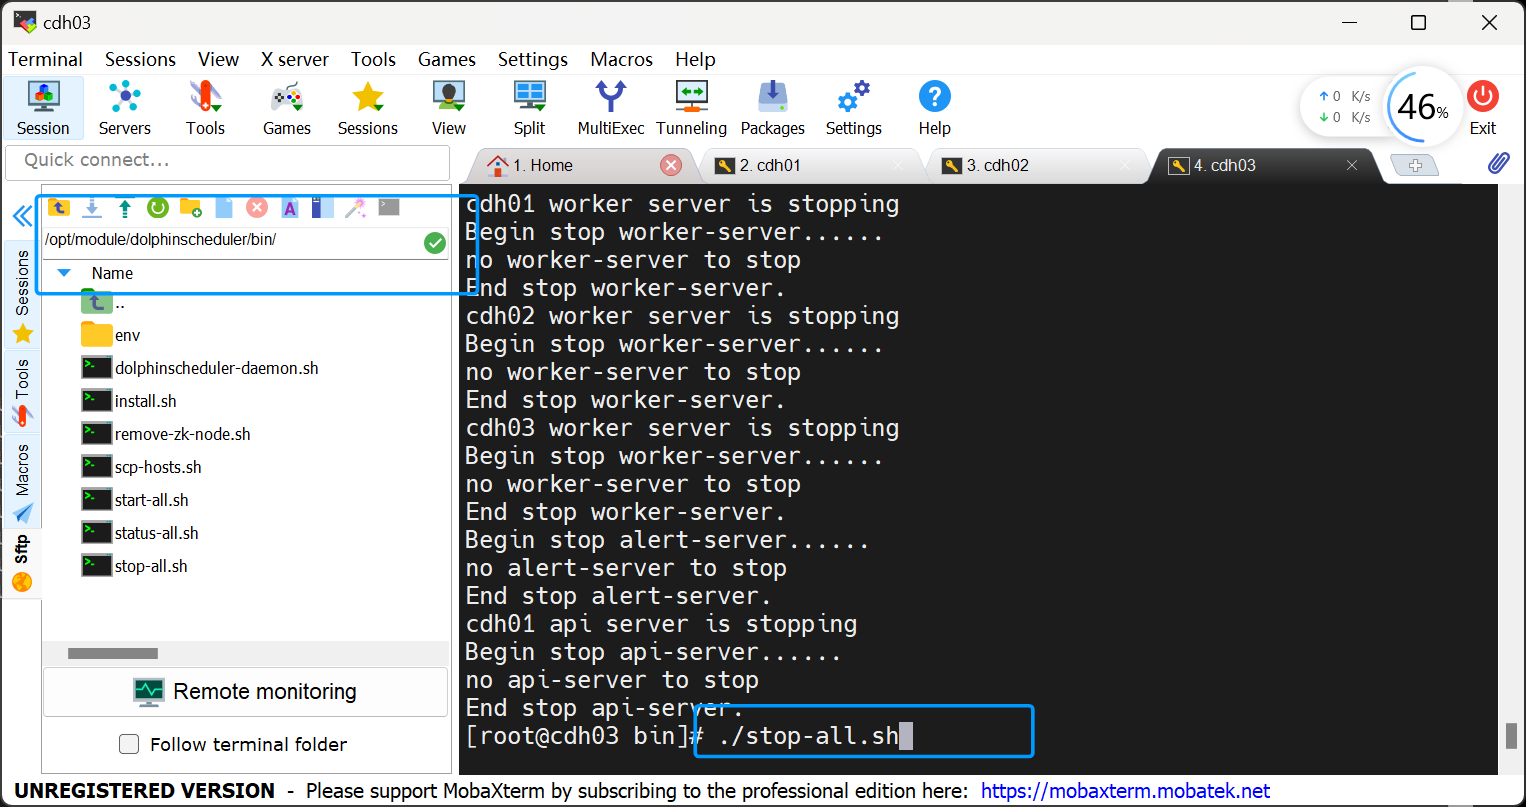 cdh03
Terminal Sessions View X server Tools Games Settings Macros Help
Session Servers Tools Games Sessions View Split MultiExec Tunneling Packages Settings Help
0 K/s
0 K/s
46%
Exit
Quick connect...
1. Home
2. cdh01
3. cdh02
4. cdh03
Sessions
Tools
Macros
Sftp
/opt/module/dolphinscheduler/bin/
Name
..
env
dolphinscheduler-daemon.sh
install.sh
remove-zk-node.sh
scp-hosts.sh
start-all.sh
status-all.sh
stop-all.sh
Remote monitoring
Follow terminal folder
cdh01 worker server is stopping
Begin stop worker-server......
no worker-server to stop
End stop worker-server.
cdh02 worker server is stopping
Begin stop worker-server......
no worker-server to stop
End stop worker-server.
cdh03 worker server is stopping
Begin stop worker-server......
no worker-server to stop
End stop worker-server.
Begin stop alert-server......
no alert-server to stop
End stop alert-server.
cdh01 api server is stopping
Begin stop api-server......
no api-server to stop
End stop api-server.
[root@cdh03 bin]# ./stop-all.sh
UNREGISTERED VERSION - Please support MobaXterm by subscribing to the professional edition here: https://mobaxterm.mobatek.net